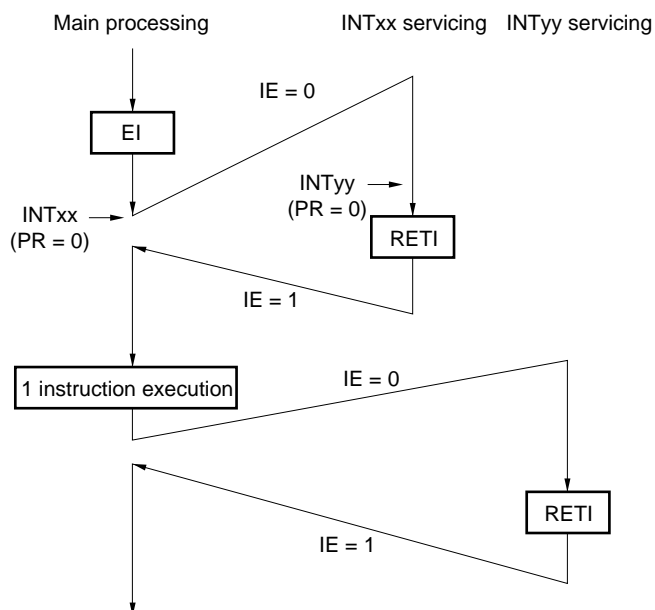 Main processing
INTxx servicing
INTyy servicing
IE = 0
EI
INTyy
(PR = 0)
INTxx
(PR = 0)
RETI
IE = 1
1 instruction execution
IE = 0
RETI
IE = 1